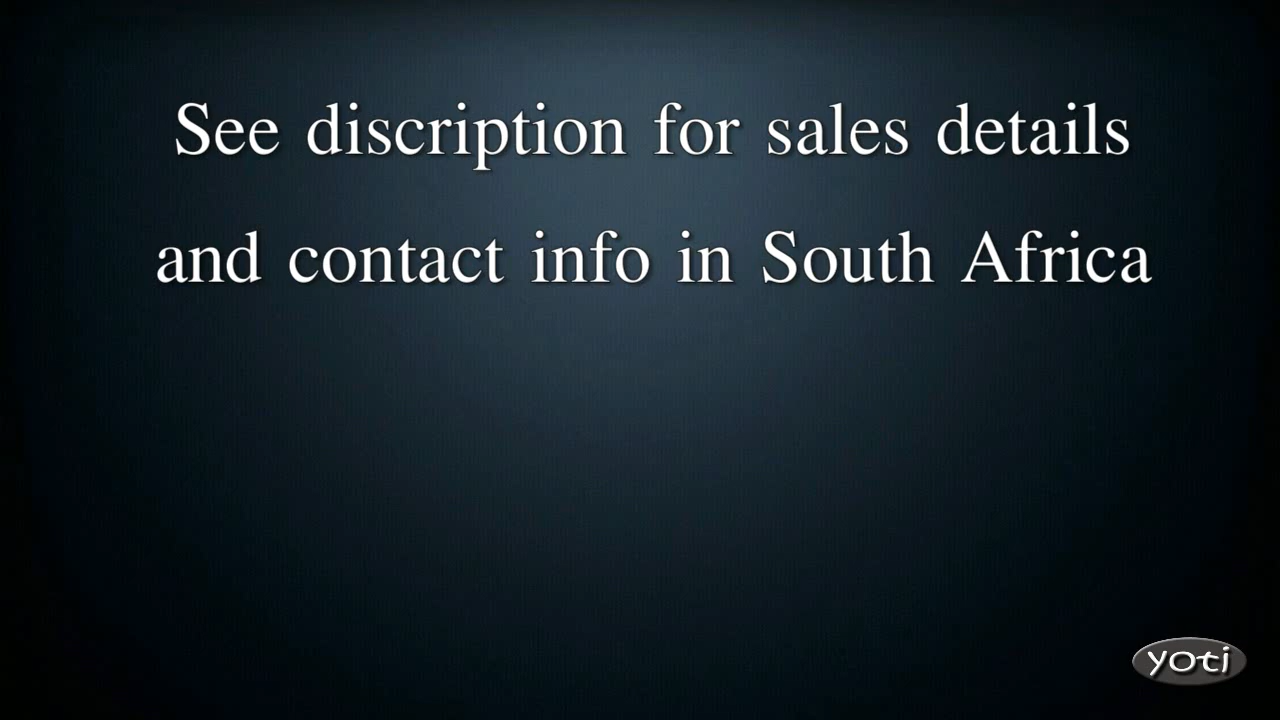 See discription for sales details
and contact info in South Africa
yoti